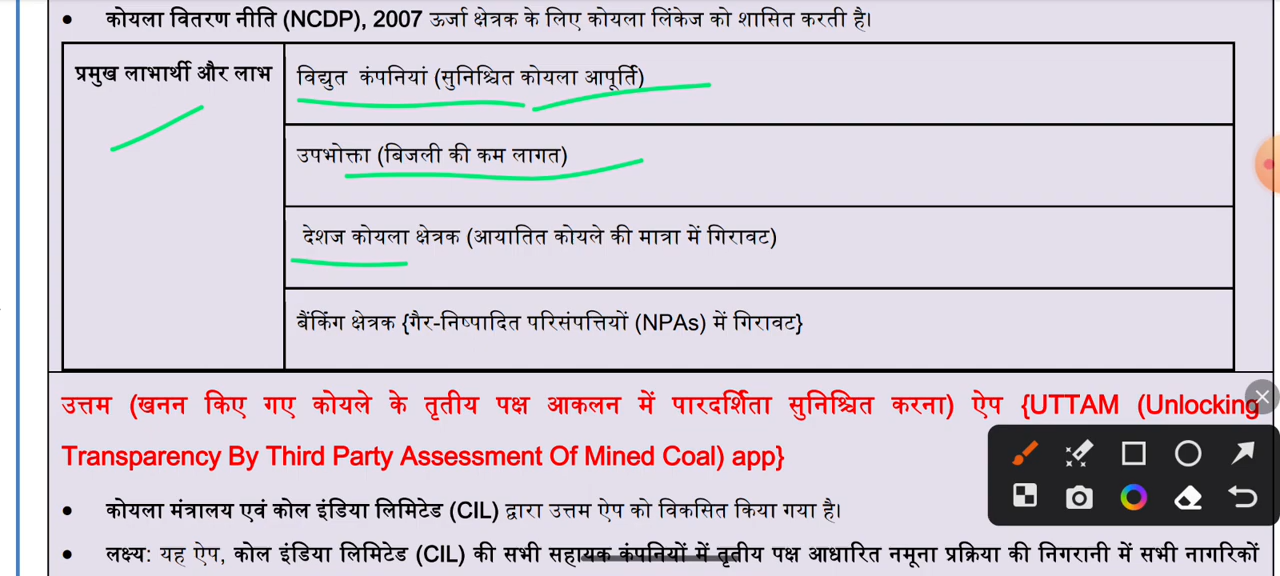 • कोयला वितरण नीति (NCDP), 2007 ऊर्जा क्षेत्रक के लिए कोयला लिंकेज को शासित करती है।
प्रमुख लाभार्थी और लाभ
विद्युत कंपनियां (सुनिश्चित कोयला आपूर्ति)
उपभोक्ता (बिजली की कम लागत)
देशज कोयला क्षेत्रक (आयातित कोयले की मात्रा में गिरावट)
बैंकिंग क्षेत्रक {गैर-निष्पादित परिसंपत्तियों (NPAs) में गिरावट}
उत्तम (खनन किए गए कोयले के तृतीय पक्ष आकलन में पारदर्शिता सुनिश्चित करना) ऐप {UTTAM (Unlocking
Transparency By Third Party Assessment Of Mined Coal) app}
• कोयला मंत्रालय एवं कोल इंडिया लिमिटेड (CIL) द्वारा उत्तम ऐप को विकसित किया गया है।
• लक्ष्य: यह ऐप, कोल इंडिया लिमिटेड (CIL) की सभी सहायक कंपनियों में तृतीय पक्ष आधारित नमूना प्रक्रिया की निगरानी में सभी नागरिकों